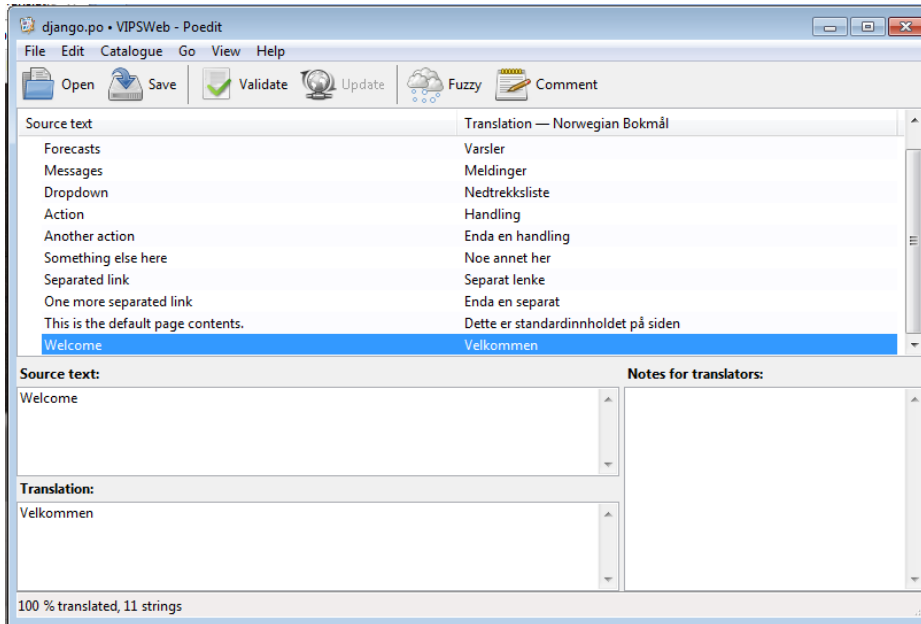 django.po • VIPSWeb - Poedit
File Edit Catalogue Go View Help
Open Save Validate Update Fuzzy Comment
Source text Translation — Norwegian Bokmål
Forecasts Varsler
Messages Meldinger
Dropdown Nedtrekksliste
Action Handling
Another action Enda en handling
Something else here Noe annet her
Separated link Separat lenke
One more separated link Enda en separat
This is the default page contents. Dette er standardinnholdet på siden
Welcome Velkommen
Source text: Notes for translators:
Welcome
Translation:
Velkommen
100 % translated, 11 strings